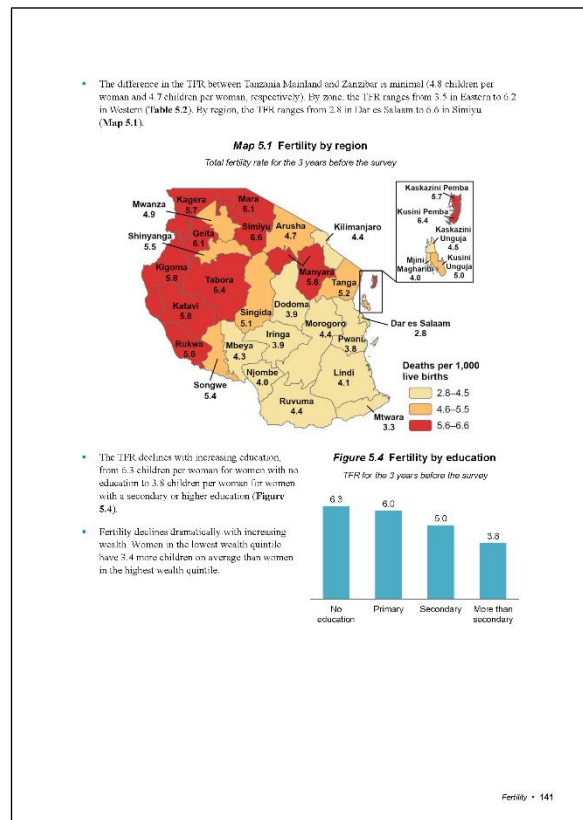 • The difference in the TFR between Tanzania Mainland and Zanzibar is minimal (4.8 children per
woman and 4.7 children per woman, respectively). By zone, the TFR ranges from 3.5 in Eastern to 6.2
in Western (Table 5.2). By region, the TFR ranges from 2.8 in Dar es Salaam to 6.6 in Simiyu
(Map 5.1).
Map 5.1 Fertility by region
Total fertility rate for the 3 years before the survey
Kagera
5.7
Mara
6.1
Mwanza
4.9
Geita
6.1
Simiyu
6.6
Arusha
4.7
Kilimanjaro
4.4
Shinyanga
5.5
Kigoma
5.8
Tabora
5.4
Manyara
5.8
Tanga
5.2
Katavi
5.8
Singida
5.1
Dodoma
3.9
Morogoro
4.4
Dar es Salaam
2.8
Pwani
3.8
Rukwa
5.6
Mbeya
4.3
Iringa
3.9
Songwe
5.4
Njombe
4.0
Lindi
4.1
Ruvuma
4.4
Mtwara
3.3
Kaskazini Pemba
5.7
Kusini Pemba
6.4
Kaskazini
Unguja
4.5
Mjini
Magharibi
4.0
Kusini
Unguja
5.0
Deaths per 1,000
live births
2.8–4.5
4.6–5.5
5.6–6.6
• The TFR declines with increasing education,
from 6.3 children per woman for women with no
education to 3.8 children per woman for women
with a secondary or higher education (Figure
5.4).
• Fertility declines dramatically with increasing
wealth. Women in the lowest wealth quintile
have 3.4 more children on average than women
in the highest wealth quintile.
Figure 5.4 Fertility by education
TFR for the 3 years before the survey
6.3
6.0
5.0
3.8
No
education
Primary
Secondary
More than
secondary
Fertility • 141